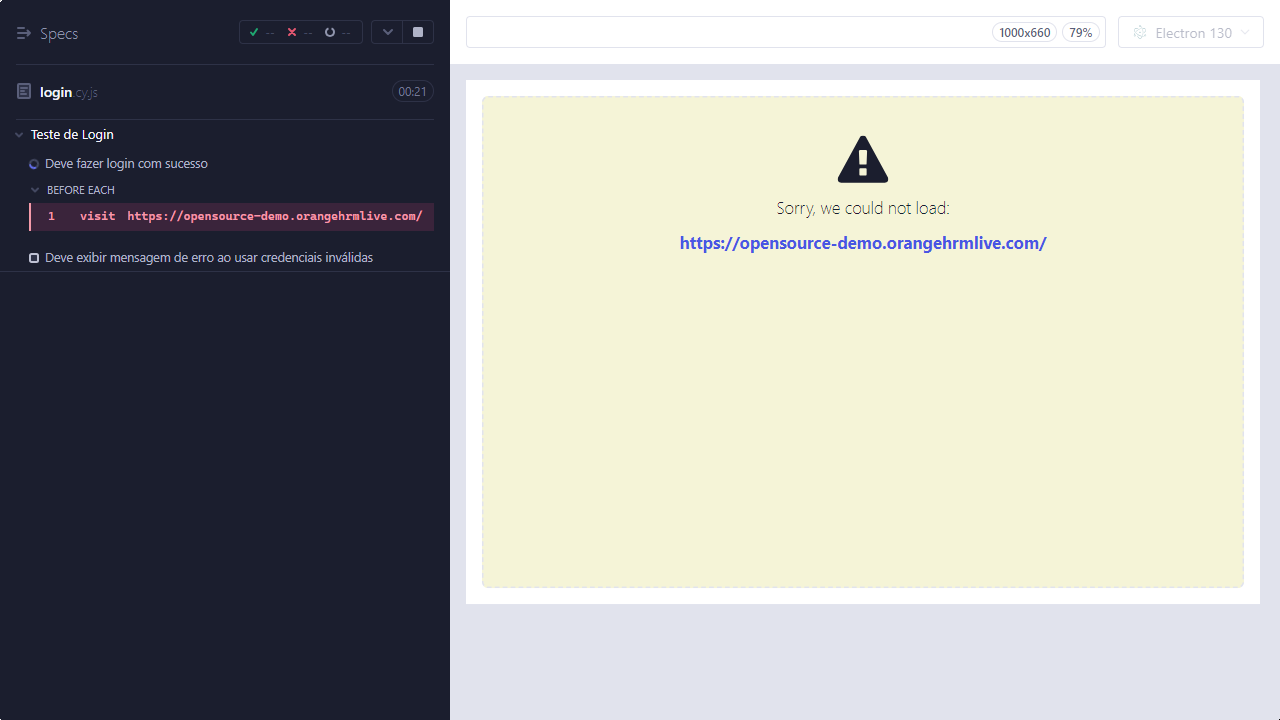 Specs
-- -- --
login.cy.js
00:21
Teste de Login
Deve fazer login com sucesso
BEFORE EACH
1 visit https://opensource-demo.orangehrmlive.com/
Deve exibir mensagem de erro ao usar credenciais inválidas
1000x660 79% Electron 130
Sorry, we could not load:
https://opensource-demo.orangehrmlive.com/